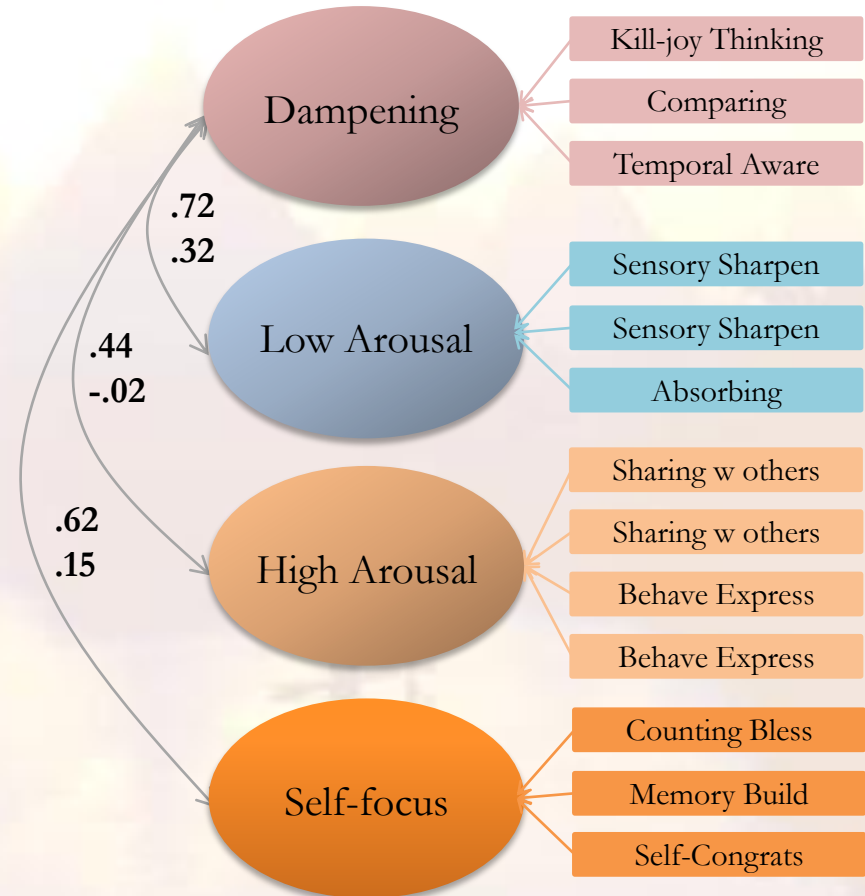 Dampening
Kill-joy Thinking
Comparing
Temporal Aware
.72
.32
Low Arousal
Sensory Sharpen
Sensory Sharpen
Absorbing
.44
-.02
High Arousal
Sharing w others
Sharing w others
Behave Express
Behave Express
.62
.15
Self-focus
Counting Bless
Memory Build
Self-Congrats